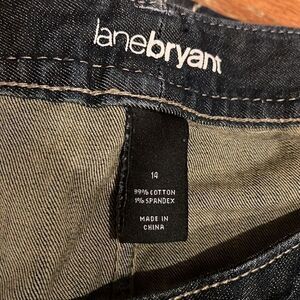 lanebryant
14
99% COTTON
1% SPANDEX
MADE IN
CHINA